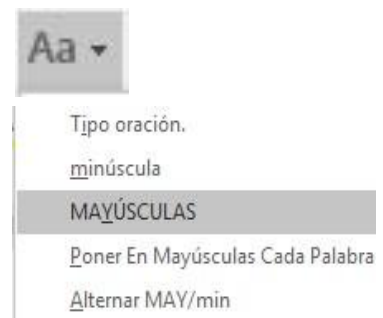 Aa
Tipo oración.
minúscula
MAYÚSCULAS
Poner En Mayúsculas Cada Palabra
Alternar MAY/min